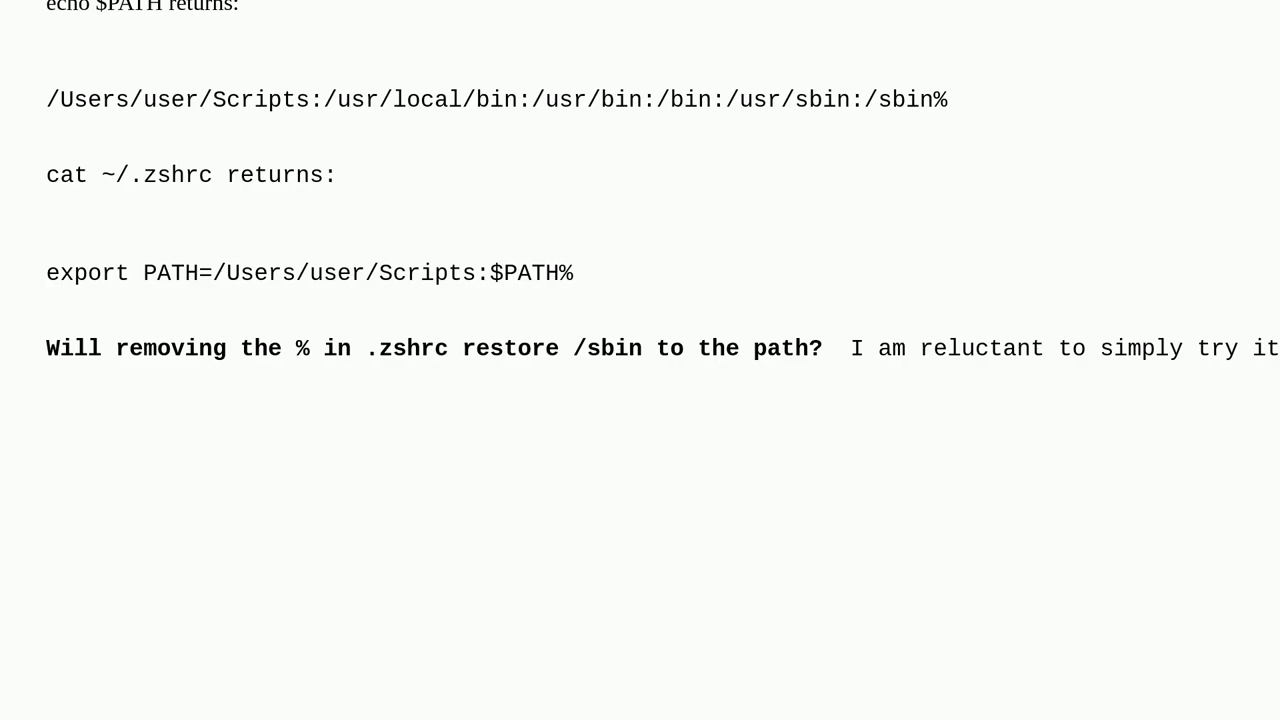 echo $PATH returns:
/Users/user/Scripts:/usr/local/bin:/usr/bin:/bin:/usr/sbin:/sbin%
cat ~/.zshrc returns:
export PATH=/Users/user/Scripts:$PATH%
Will removing the % in .zshrc restore /sbin to the path?  I am reluctant to simply try it